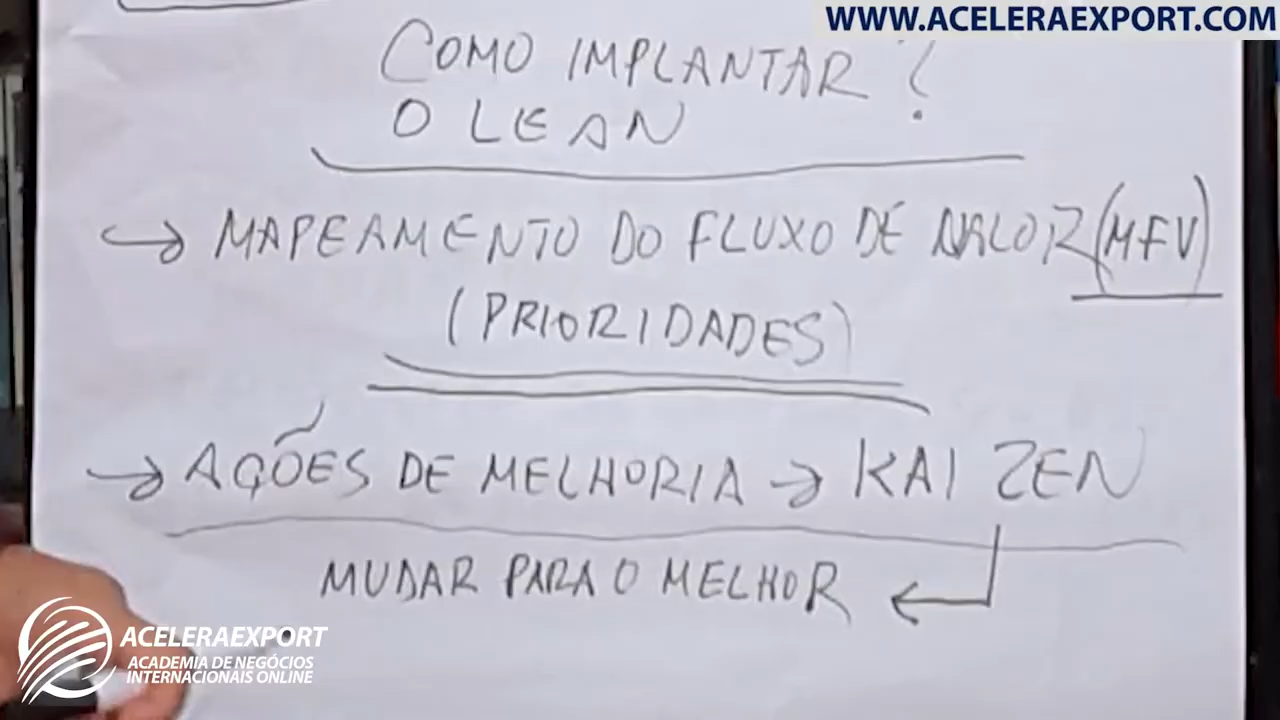 WWW.ACELERAEXPORT.COM
COMO IMPLANTAR ?
O LEAN
→ MAPEAMENTO DO FLUXO DE VALOR (MFV)
(PRIORIDADES)
→ AÇÕES DE MELHORIA → KAIZEN
MUDAR PARA O MELHOR ←
ACELERAEXPORT
ACADEMIA DE NEGÓCIOS
INTERNACIONAIS ONLINE